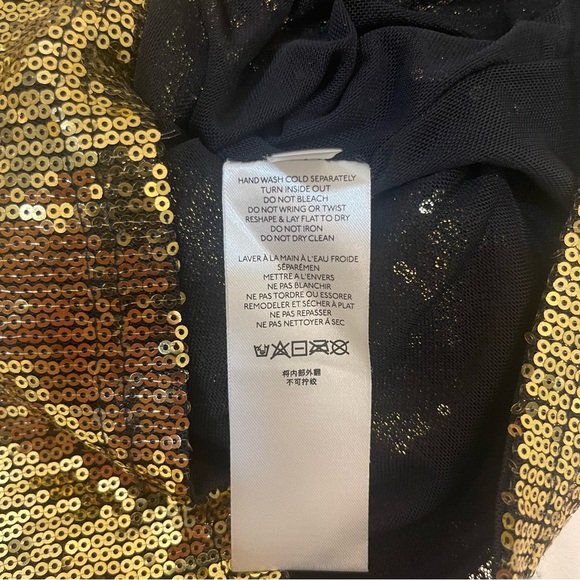 HAND WASH COLD SEPARATELY
TURN INSIDE OUT
DO NOT BLEACH
DO NOT WRING OR TWIST
RESHAPE & LAY FLAT TO DRY
DO NOT IRON
DO NOT DRY CLEAN
LAVER À LA MAIN À L'EAU FROIDE
SÉPARÉMEN
METTRE A L'ENVERS
NE PAS BLANCHIR
NE PAS TORDRE OU ESSORER
REMODELER ET SÉCHER À PLAT
NE PAS REPASSER
NE PAS NETTOYER Á SEC
将内部外翻
不可拧绞